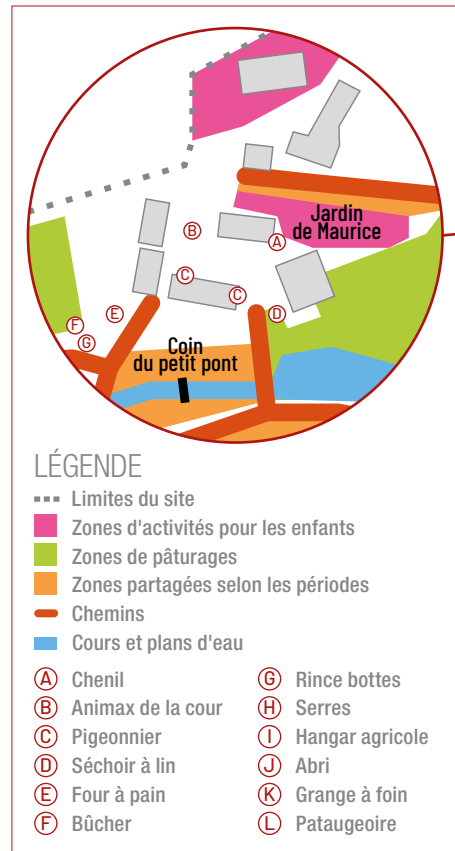 Jardin
de Maurice
B
A
C
C
D
E
F
G
Coin
du petit pont
LÉGENDE
Limites du site
Zones d'activités pour les enfants
Zones de pâturages
Zones partagées selon les périodes
Chemins
Cours et plans d'eau
A Chenil
B Animax de la cour
C Pigeonnier
D Séchoir à lin
E Four à pain
F Bûcher
G Rince bottes
H Serres
I Hangar agricole
J Abri
K Grange à foin
L Pataugeoire